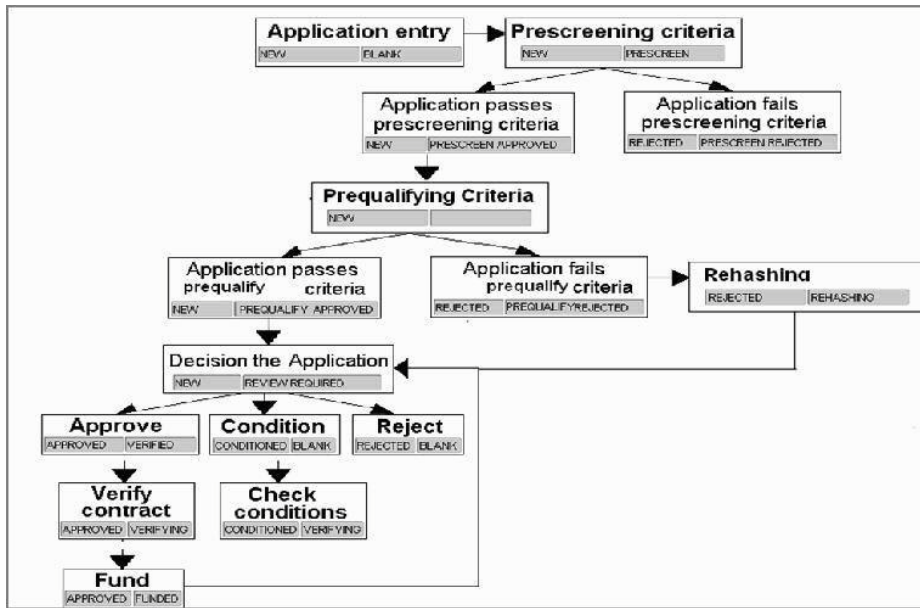 Application entry
NEW BLANK
Prescreening criteria
NEW PRESCREEN
Application passes
prescreening criteria
NEW PRESCREEN APPROVED
Application fails
prescreening criteria
REJECTED PRESCREEN REJECTED
Prequalifying Criteria
NEW
Application passes
prequalify criteria
NEW PREQUALIFY APPROVED
Application fails
prequalify criteria
REJECTED PREQUALIFYREJECTED
Rehashing
REJECTED REHASHING
Decision the Application
NEW REVIEW REQUIRED
Approve
APPROVED VERIFIED
Condition
CONDITIONED BLANK
Reject
REJECTED BLANK
Verify
contract
APPROVED VERIFYING
Check
conditions
CONDITIONED VERIFYING
Fund
APPROVED FUNDED